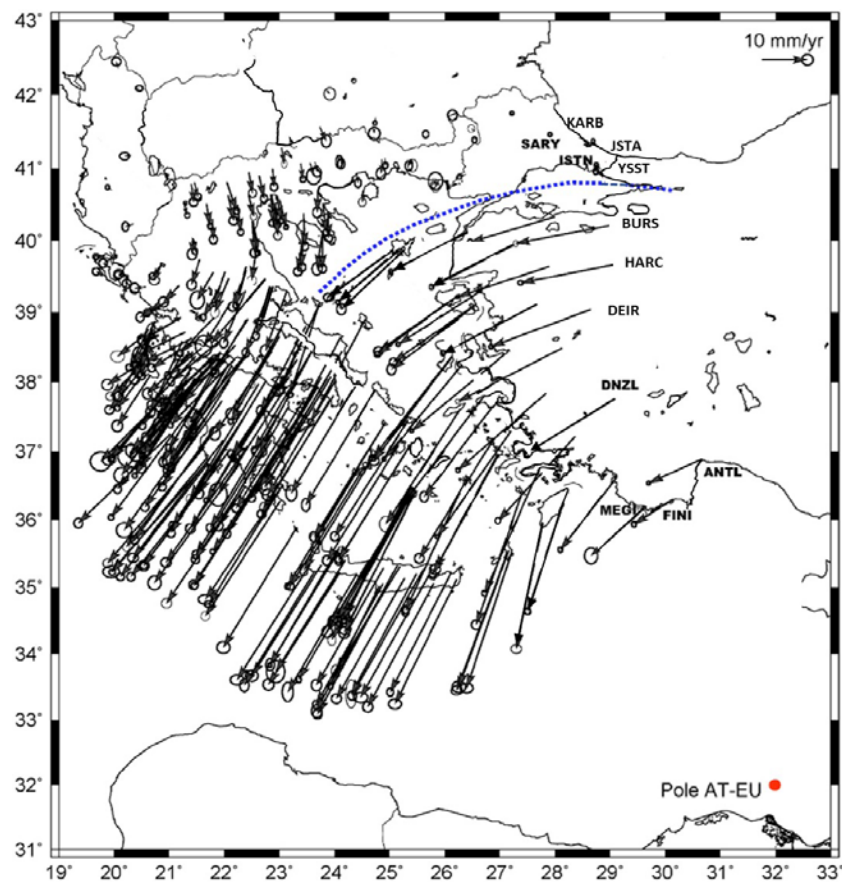 43°
42°
41°
40°
39°
38°
37°
36°
35°
34°
33°
32°
31°
10 mm/yr
KARB
SARY
JSTA
ISTN
YSST
BURS
HARC
DEIR
DNZL
ANTL
MEGI
FINI
Pole AT-EU
19° 20° 21° 22° 23° 24° 25° 26° 27° 28° 29° 30° 31° 32° 33°